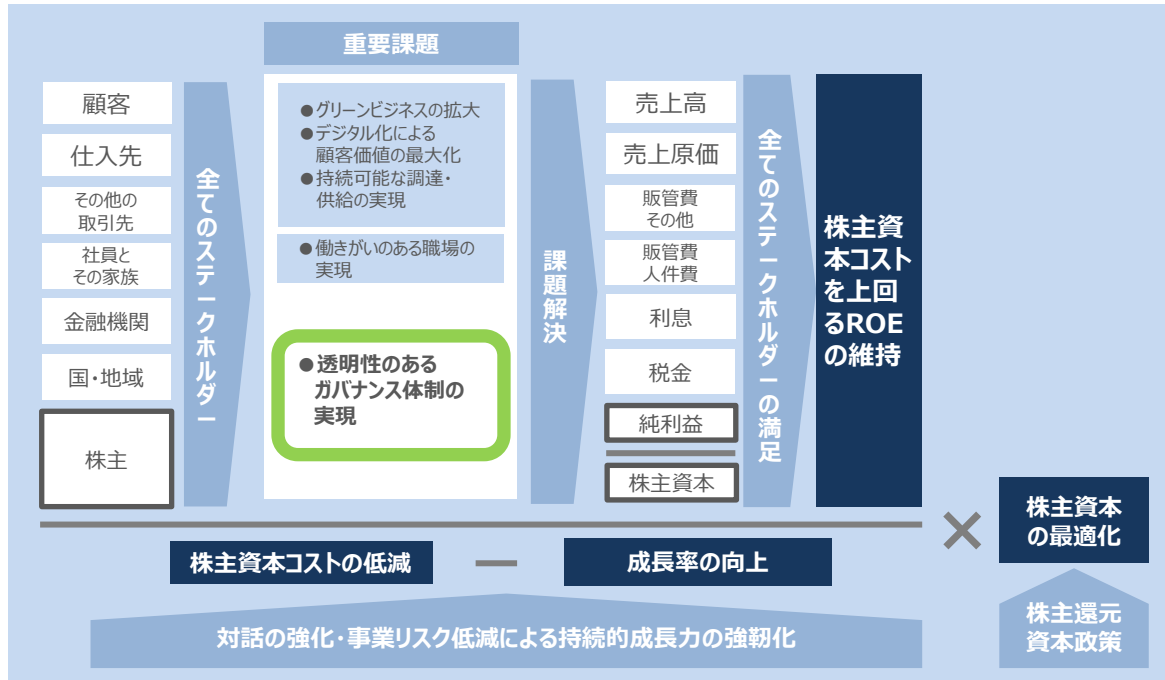 重要課題
顧客
仕入先
その他の
取引先
社員と
その家族
金融機関
国・地域
株主
全てのステークホルダー
●グリーンビジネスの拡大
●デジタル化による
顧客価値の最大化
●持続可能な調達・
供給の実現
●働きがいのある職場の
実現
●透明性のある
ガバナンス体制の
実現
課題解決
売上高
売上原価
販管費
その他
販管費
人件費
利息
税金
純利益
株主資本
全てのステークホルダーの満足
株主資
本コスト
を上回
るROE
の維持
株主資本コストの低減
—
成長率の向上
×
株主資本
の最適化
対話の強化・事業リスク低減による持続的成長力の強靭化
株主還元
資本政策